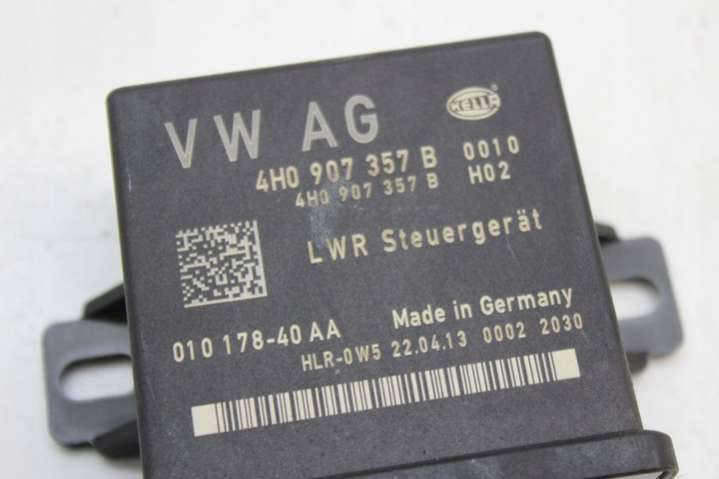 VW AG
HELLA
4H0 907 357 B 0010
4H0 907 357 B H02
LWR Steuergerät
010 178-40 AA Made in Germany
HLR-0W5 22.04.13 0002 2030